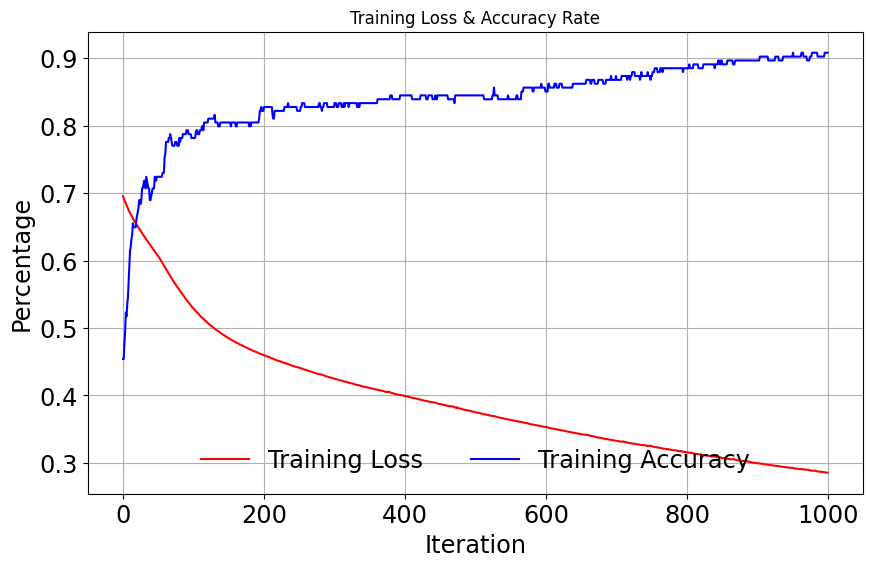 Training Loss & Accuracy Rate
0.9
0.8
0.7
0.6
0.5
0.4
0.3
Percentage
Training Loss Training Accuracy
0 200 400 600 800 1000
Iteration